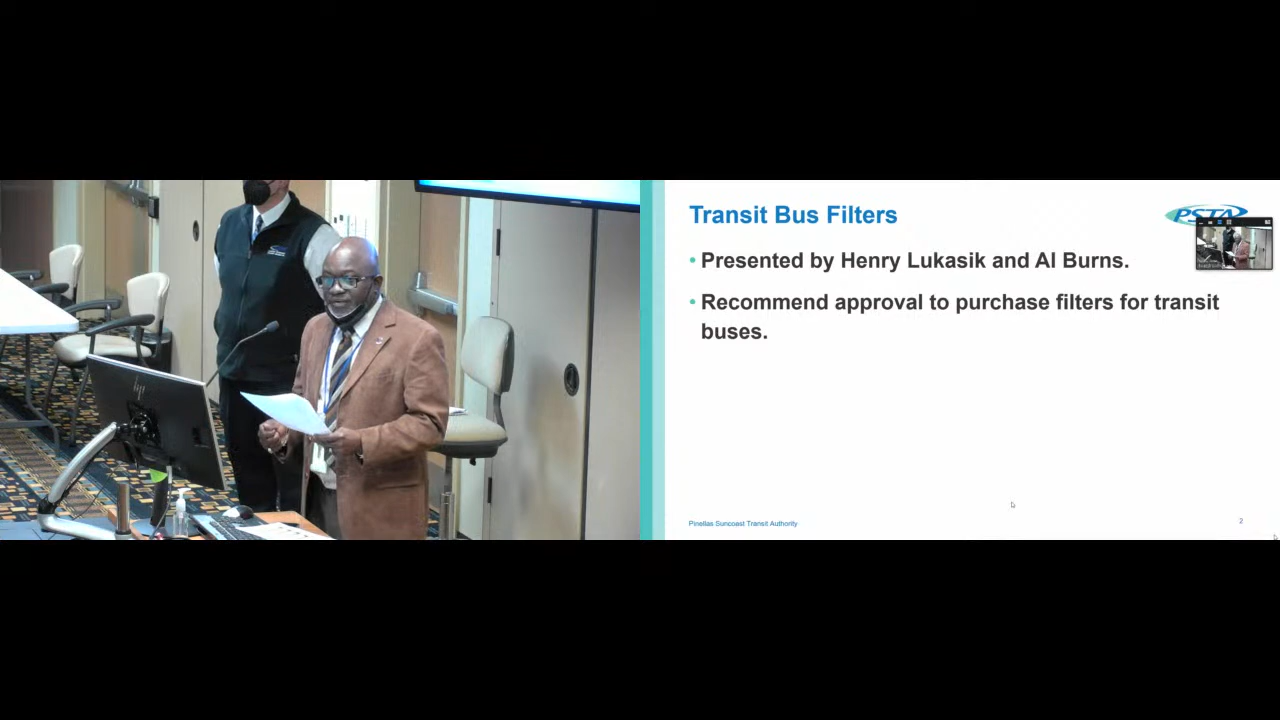 Transit Bus Filters
PSTA
• Presented by Henry Lukasik and Al Burns.
• Recommend approval to purchase filters for transit
buses.
Pinellas Suncoast Transit Authority
2
hp